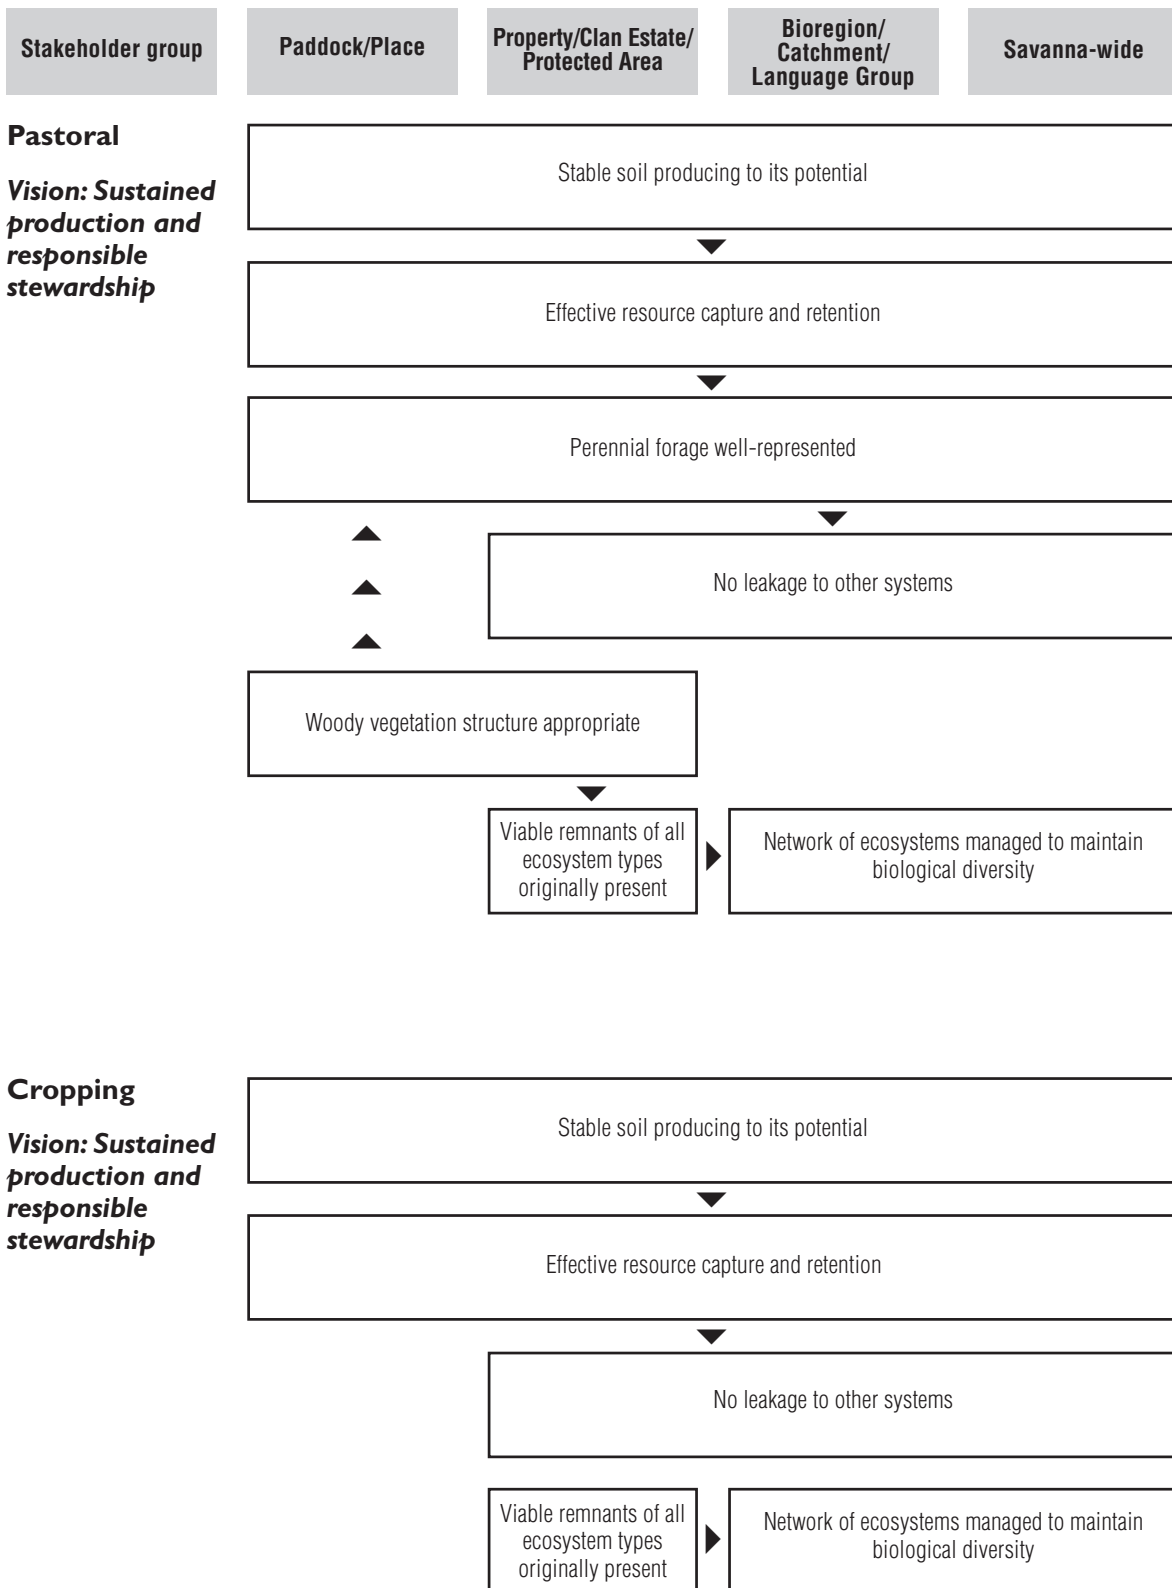 Stakeholder group
Paddock/Place
Property/Clan Estate/
Protected Area
Bioregion/
Catchment/
Language Group
Savanna-wide
Pastoral
Vision: Sustained
production and
responsible
stewardship
Stable soil producing to its potential
Effective resource capture and retention
Perennial forage well-represented
No leakage to other systems
Woody vegetation structure appropriate
Viable remnants of all
ecosystem types
originally present
Network of ecosystems managed to maintain
biological diversity
Cropping
Vision: Sustained
production and
responsible
stewardship
Stable soil producing to its potential
Effective resource capture and retention
No leakage to other systems
Viable remnants of all
ecosystem types
originally present
Network of ecosystems managed to maintain
biological diversity